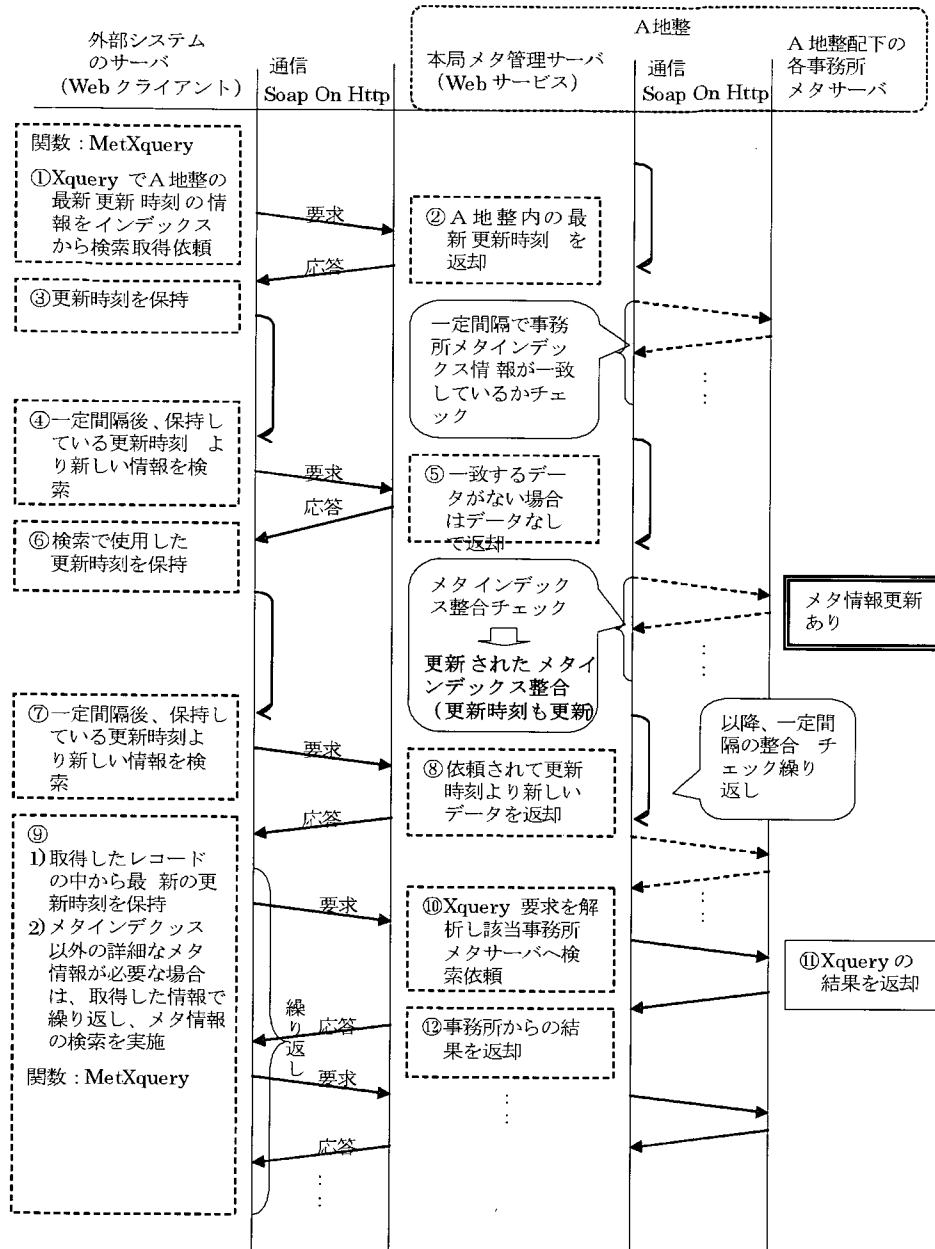 A地整
外部システム
のサーバ
(Webクライアント)
通信
Soap On Http
本局メタ管理サーバ
(Webサービス)
通信
Soap On Http
A地整配下の
各事務所
メタサーバ
関数:MetXquery
①XqueryでA地整の
最新更新時刻の情
報をインデックス
から検索取得依頼
要求
②A地整内の最
新更新時刻 を
返却
応答
③更新時刻を保持
一定間隔で事務
所メタインデッ
クス情報が一致
しているかチェ
ック
④一定間隔後、保持し
ている更新時刻 よ
り新しい情報を検
索
要求
⑤一致するデー
タがない場合
はデータなし
で返却
応答
⑥検索で使用した
更新時刻を保持
メタインデック
ス整合チェック
更新されたメタイ
ンデックス整合
(更新時刻も更新)
メタ情報更新
あり
⑦一定間隔後、保持し
ている更新時刻よ
り新しい情報を検
索
要求
⑧依頼されて更新
時刻より新しい
データを返却
以降、一定間
隔の整合 チ
ェック繰り
返し
応答
⑨
1)取得したレコード
の中から最 新の更
新時刻を保持
2)メタインデクッス
以外の詳細なメタ
情報が必要な場合
は、取得した情報で
繰り返し、メタ情報
の検索を実施
関数:MetXquery
繰り返し
要求
⑩Xquery 要求を解
析し該当事務所
メタサーバへ検
索依頼
⑪Xqueryの
結果を返却
応答
⑫事務所からの結
果を返却
要求
応答